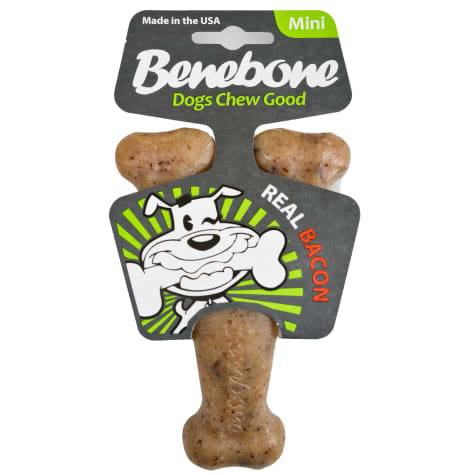 Made in the USA
Mini
Benebone
Dogs Chew Good
REAL BACON